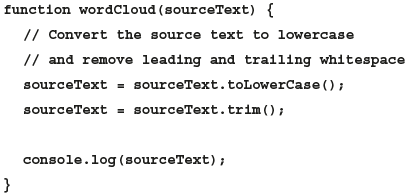 function wordCloud(sourceText) {
  // Convert the source text to lowercase
  // and remove leading and trailing whitespace
  sourceText = sourceText.toLowerCase();
  sourceText = sourceText.trim();

  console.log(sourceText);
}